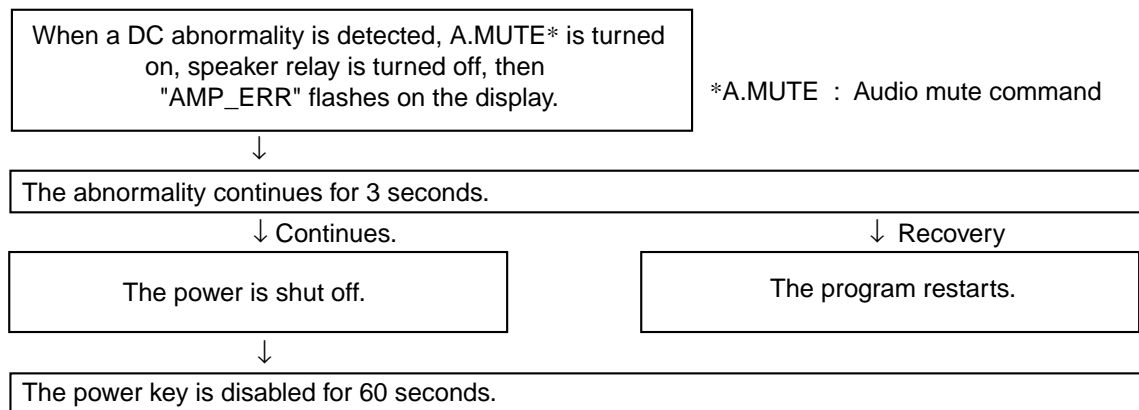 When a DC abnormality is detected, A.MUTE* is turned
on, speaker relay is turned off, then
"AMP_ERR" flashes on the display.
*A.MUTE : Audio mute command
↓
The abnormality continues for 3 seconds.
↓ Continues.
↓ Recovery
The power is shut off.
The program restarts.
↓
The power key is disabled for 60 seconds.